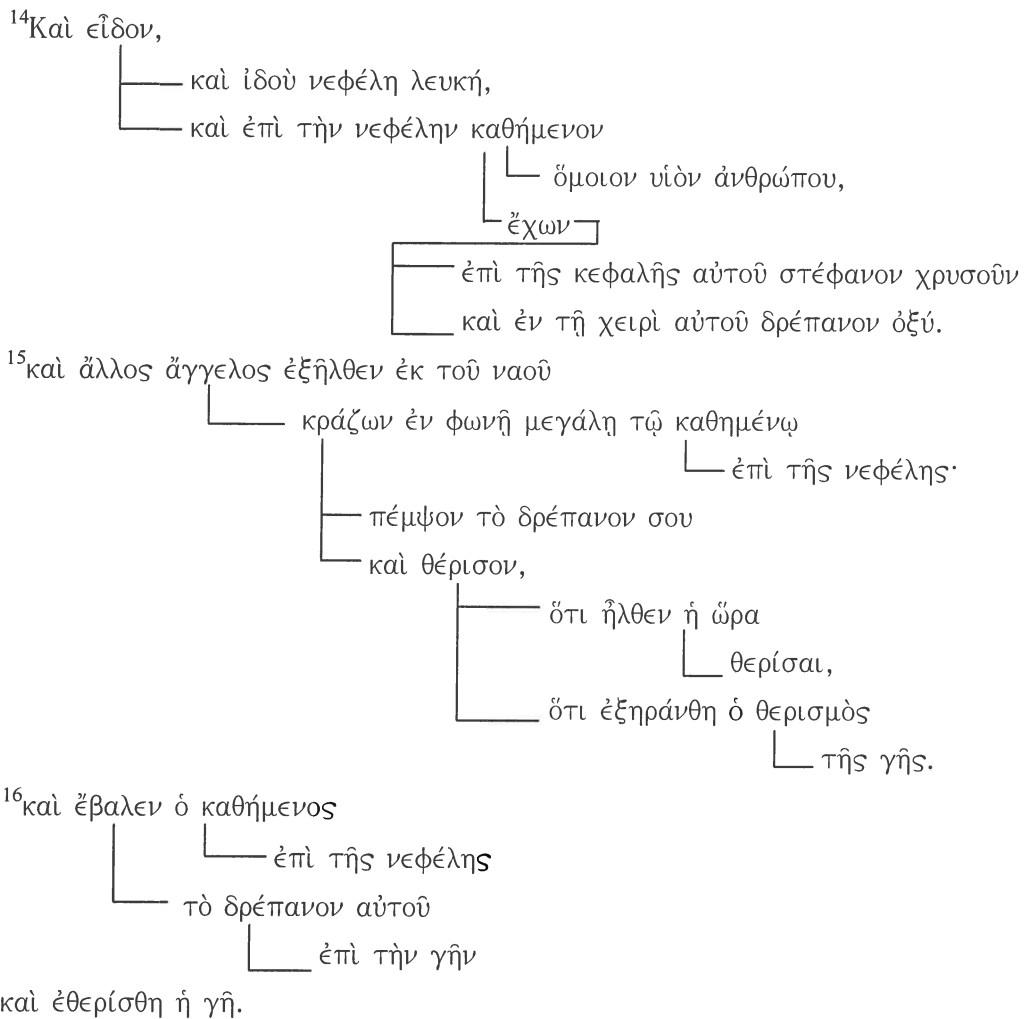 ¹⁴Καὶ εἶδον,
καὶ ἰδοὺ νεφέλη λευκή,
καὶ ἐπὶ τὴν νεφέλην καθήμενον
ὅμοιον υἱὸν ἀνθρώπου,
ἔχων
ἐπὶ τῆς κεφαλῆς αὐτοῦ στέφανον χρυσοῦν
καὶ ἐν τῇ χειρὶ αὐτοῦ δρέπανον ὀξύ.
¹⁵καὶ ἄλλος ἄγγελος ἐξῆλθεν ἐκ τοῦ ναοῦ
κράζων ἐν φωνῇ μεγάλῃ τῷ καθημένῳ
ἐπὶ τῆς νεφέλης·
πέμψον τὸ δρέπανον σου
καὶ θέρισον,
ὅτι ἦλθεν ἡ ὥρα
θερίσαι,
ὅτι ἐξηράνθη ὁ θερισμὸς
τῆς γῆς.
¹⁶καὶ ἔβαλεν ὁ καθήμενος
ἐπὶ τῆς νεφέλης
τὸ δρέπανον αὐτοῦ
ἐπὶ τὴν γῆν
καὶ ἐθερίσθη ἡ γῆ.